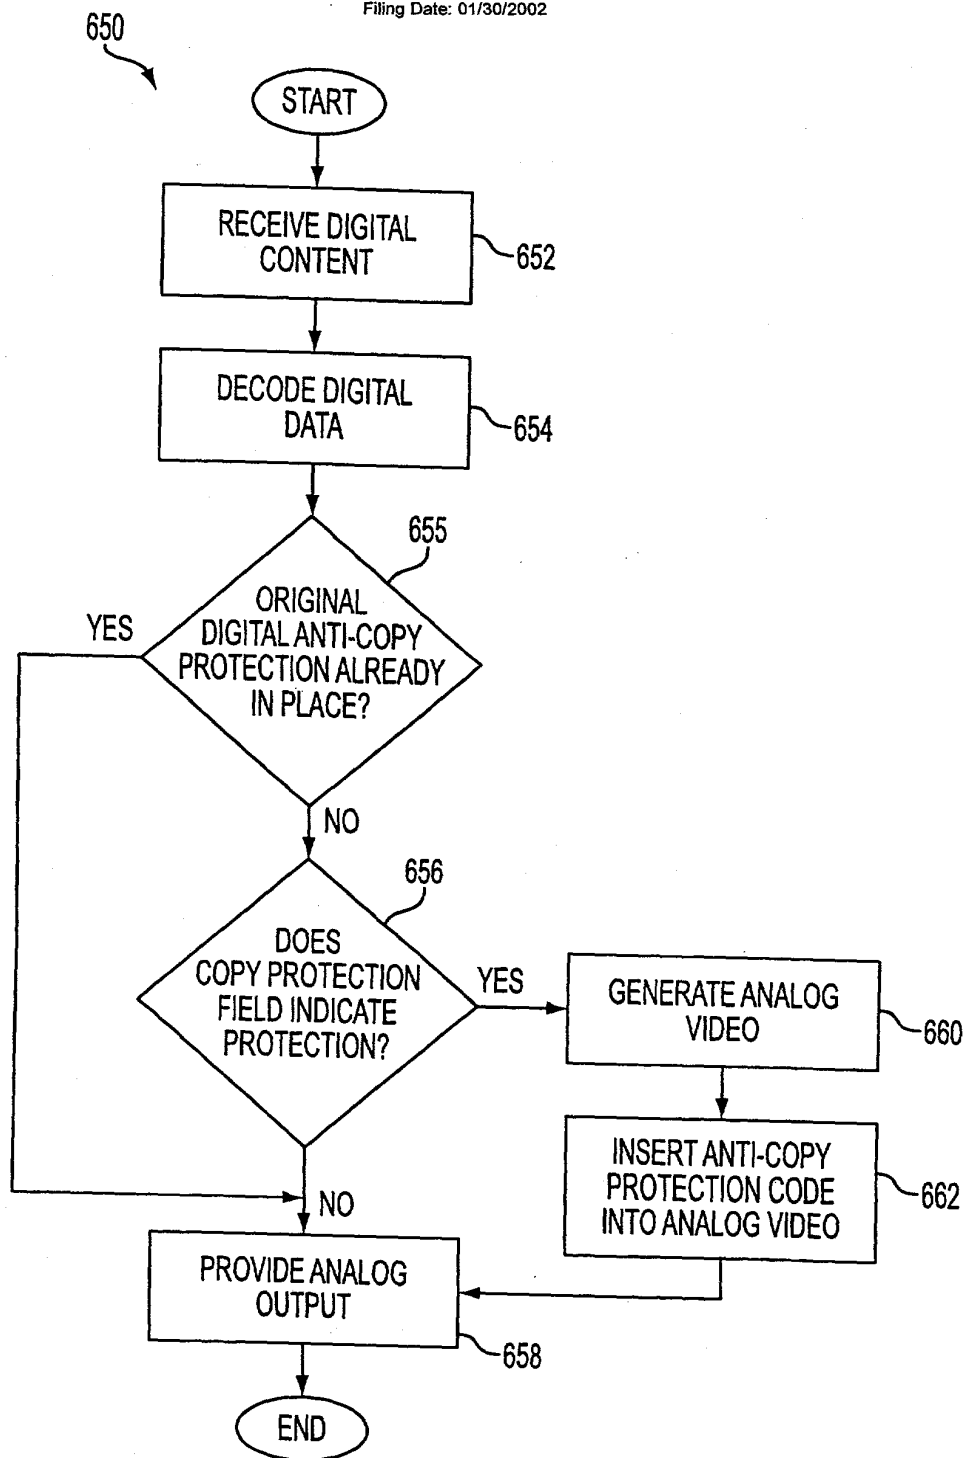 Filing Date: 01/30/2002
650
START
RECEIVE DIGITAL
CONTENT
652
DECODE DIGITAL
DATA
654
655
ORIGINAL
DIGITAL ANTI-COPY
PROTECTION ALREADY
IN PLACE?
YES
NO
656
DOES
COPY PROTECTION
FIELD INDICATE
PROTECTION?
YES
GENERATE ANALOG
VIDEO
660
INSERT ANTI-COPY
PROTECTION CODE
INTO ANALOG VIDEO
662
NO
PROVIDE ANALOG
OUTPUT
658
END